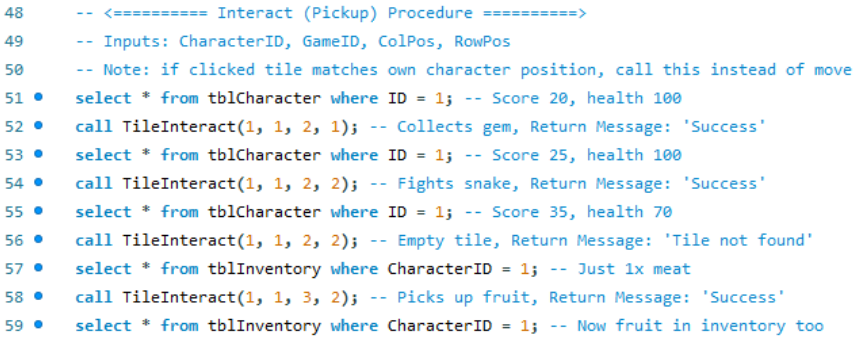 48 -- <========== Interact (Pickup) Procedure ==========>
49 -- Inputs: CharacterID, GameID, ColPos, RowPos
50 -- Note: if clicked tile matches own character position, call this instead of move
51 select * from tblCharacter where ID = 1; -- Score 20, health 100
52 call TileInteract(1, 1, 2, 1); -- Collects gem, Return Message: 'Success'
53 select * from tblCharacter where ID = 1; -- Score 25, health 100
54 call TileInteract(1, 1, 2, 2); -- Fights snake, Return Message: 'Success'
55 select * from tblCharacter where ID = 1; -- Score 35, health 70
56 call TileInteract(1, 1, 2, 2); -- Empty tile, Return Message: 'Tile not found'
57 select * from tblInventory where CharacterID = 1; -- Just 1x meat
58 call TileInteract(1, 1, 3, 2); -- Picks up fruit, Return Message: 'Success'
59 select * from tblInventory where CharacterID = 1; -- Now fruit in inventory too